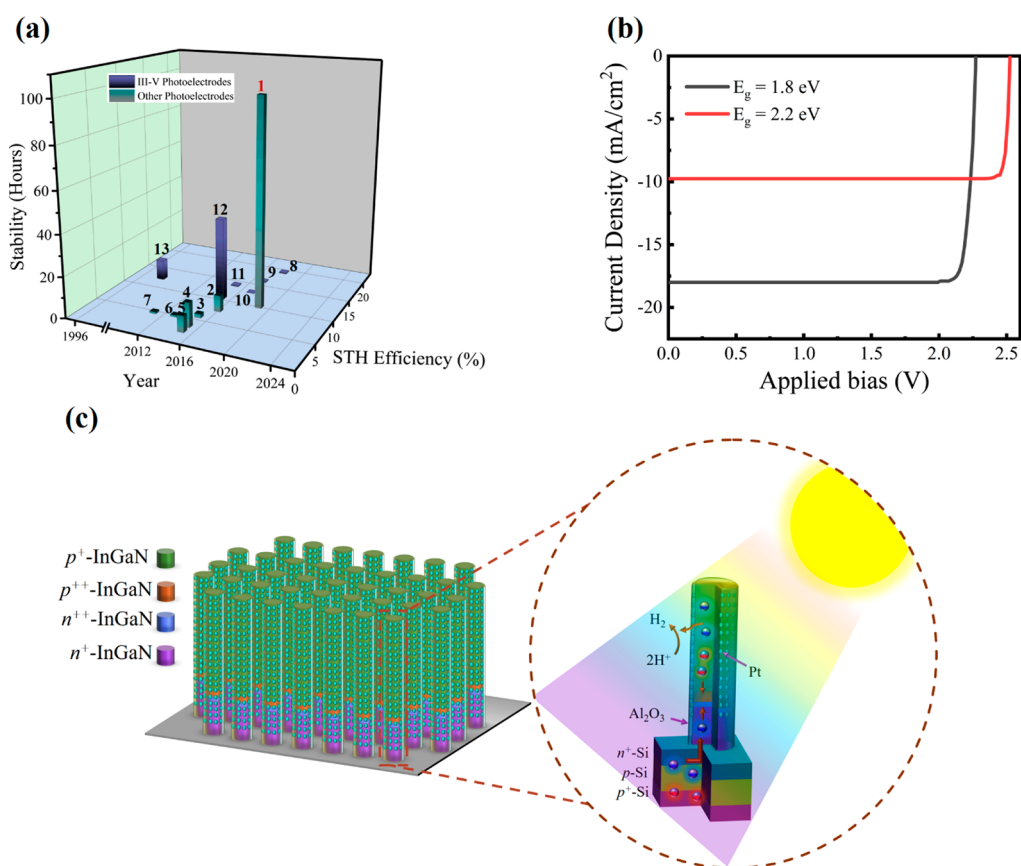 (a)
III-V Photoelectrodes
Other Photoelectrodes
1
100
80
60
40
20
0
Stability (Hours)
13
12
11
9
8
7
6
5
4
3
2
10
1996
2012
2016
2020
2024
Year
0
5
10
15
20
STH Efficiency (%)
(b)
E_g = 1.8 eV
E_g = 2.2 eV
0
-5
-10
-15
-20
Current Density (mA/cm²)
0.0
0.5
1.0
1.5
2.0
2.5
Applied bias (V)
(c)
p⁺-InGaN
p⁺⁺-InGaN
n⁺⁺-InGaN
n⁺-InGaN
H₂
2H⁺
Pt
Al₂O₃
n⁺-Si
p-Si
p⁺-Si